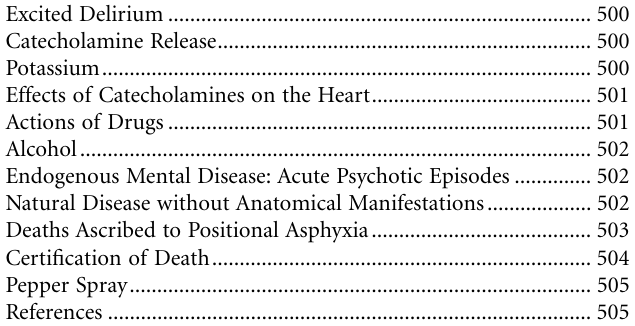 Excited Delirium ........................................................................................ 500
Catecholamine Release.............................................................................. 500
Potassium.................................................................................................... 500
Effects of Catecholamines on the Heart.............................................. 501
Actions of Drugs ........................................................................................ 501
Alcohol......................................................................................................... 502
Endogenous Mental Disease: Acute Psychotic Episodes ................ 502
Natural Disease without Anatomical Manifestations...................... 502
Deaths Ascribed to Positional Asphyxia.............................................. 503
Certification of Death............................................................................... 504
Pepper Spray................................................................................................ 505
References .................................................................................................... 505